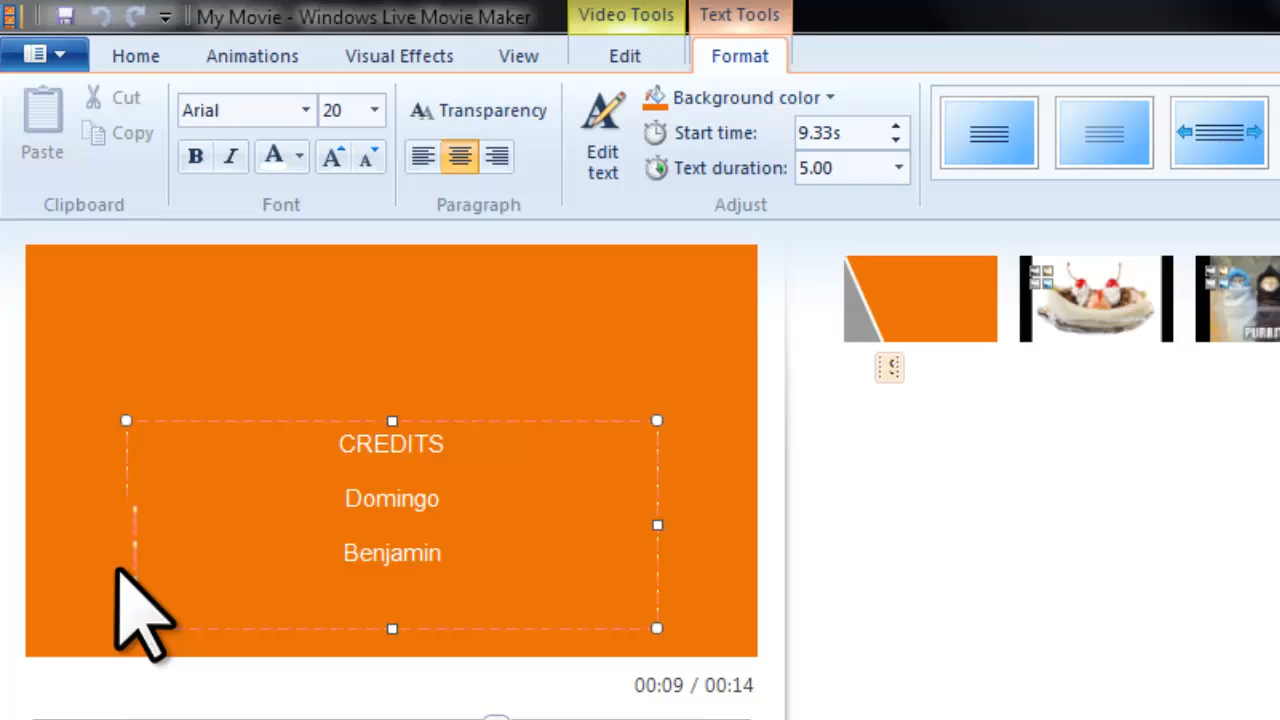 My Movie - Windows Live Movie Maker
Video Tools
Text Tools
Home
Animations
Visual Effects
View
Edit
Format
Paste
Cut
Copy
Clipboard
Arial
20
B
I
A
A
A
Font
Transparency
Paragraph
Edit text
Background color
Start time:
9.33s
Text duration:
5.00
Adjust
CREDITS
Domingo
Benjamin
00:09 / 00:14